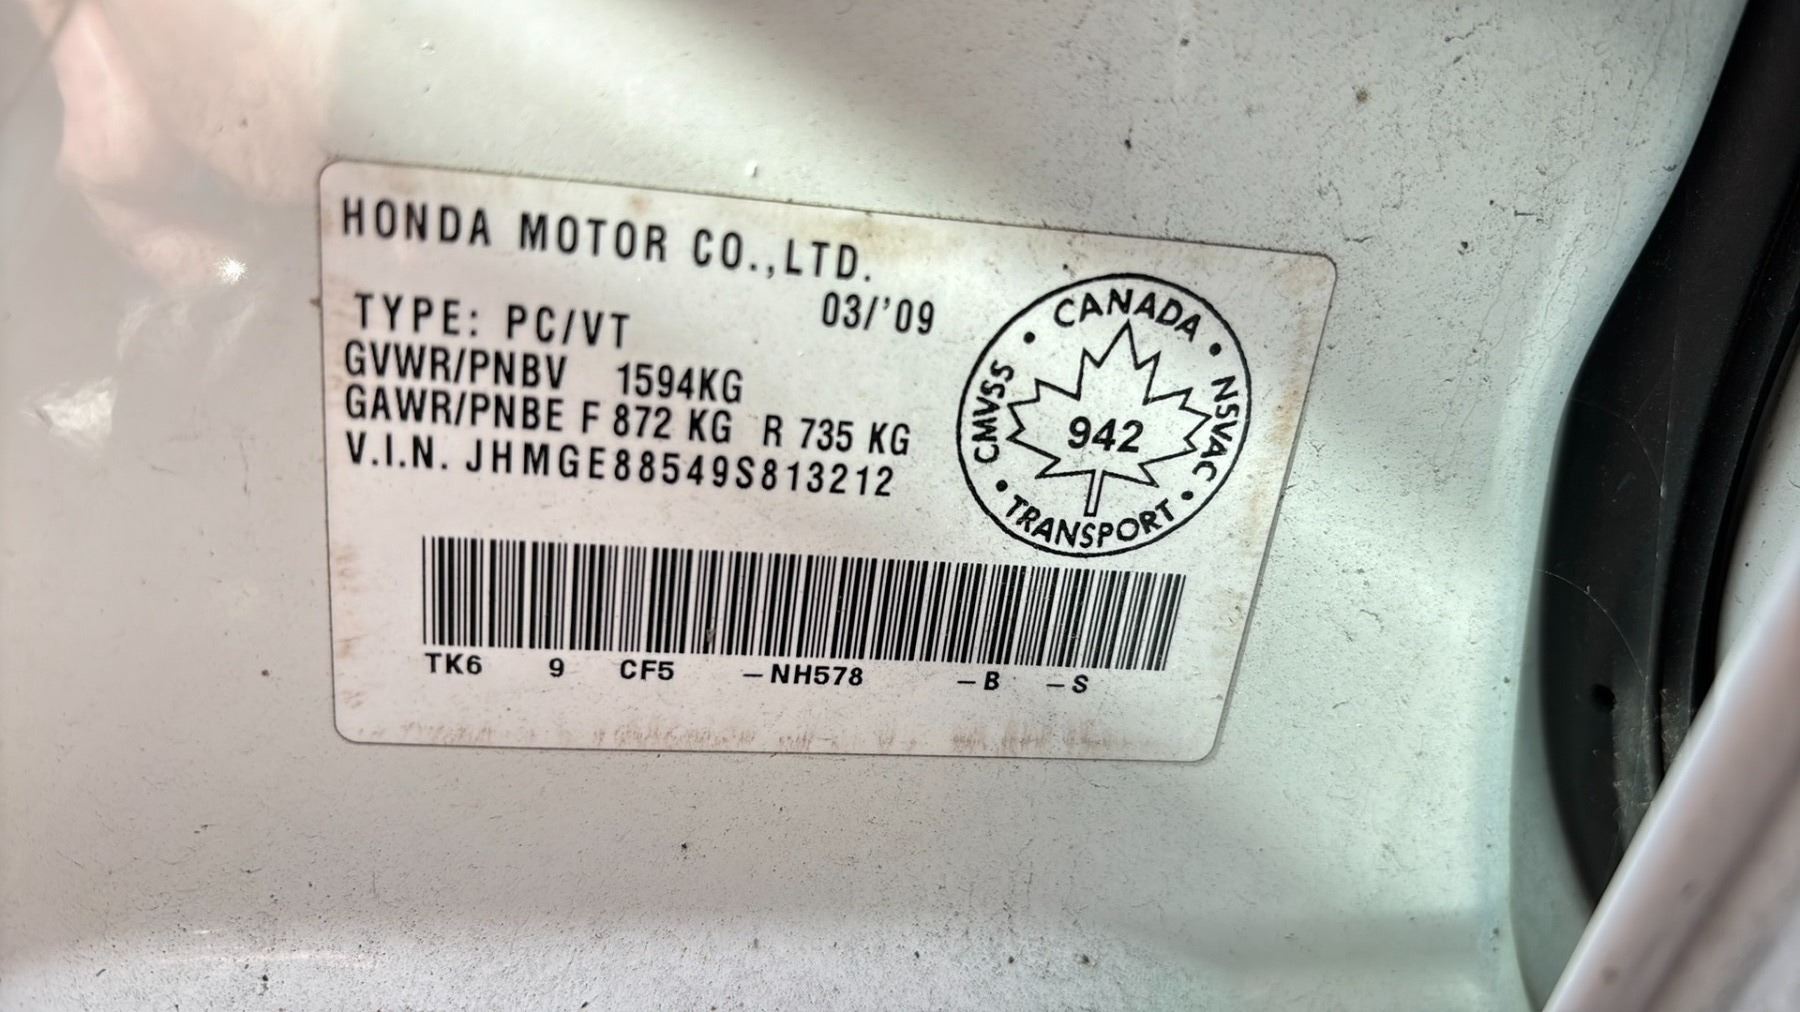 HONDA MOTOR CO.,LTD.
03/'09
TYPE: PC/VT
GVWR/PNBV 1594KG
GAWR/PNBE F 872 KG R 735 KG
V.I.N. JHMGE88549S813212
CANADA
CMVSS
NSVAC
942
TRANSPORT
TK6 9 CF5 –NH578 –B –S